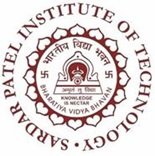 SARDAR PATEL INSTITUTE OF TECHNOLOGY
भारतीय विद्या भवन
KNOWLEDGE
IS NECTAR
BHARATIYA VIDYA BHAVAN